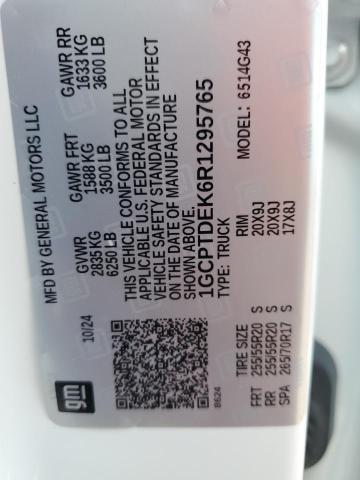 MFD BY GENERAL MOTORS LLC
10/24
gm
GVWR
2835 KG
6250 LB
GAWR FRT
1588 KG
3500 LB
GAWR RR
1633 KG
3600 LB
THIS VEHICLE CONFORMS TO ALL
APPLICABLE U.S. FEDERAL MOTOR
VEHICLE SAFETY STANDARDS IN EFFECT
ON THE DATE OF MANUFACTURE
SHOWN ABOVE.
1GCPTDEK6R1295765
TYPE: TRUCK
MODEL: 6514G43
8624
TIRE SIZE RIM
FRT 255/55R20 S 20X9J
RR 255/55R20 S 20X9J
SPA 265/70R17 S 17X8J